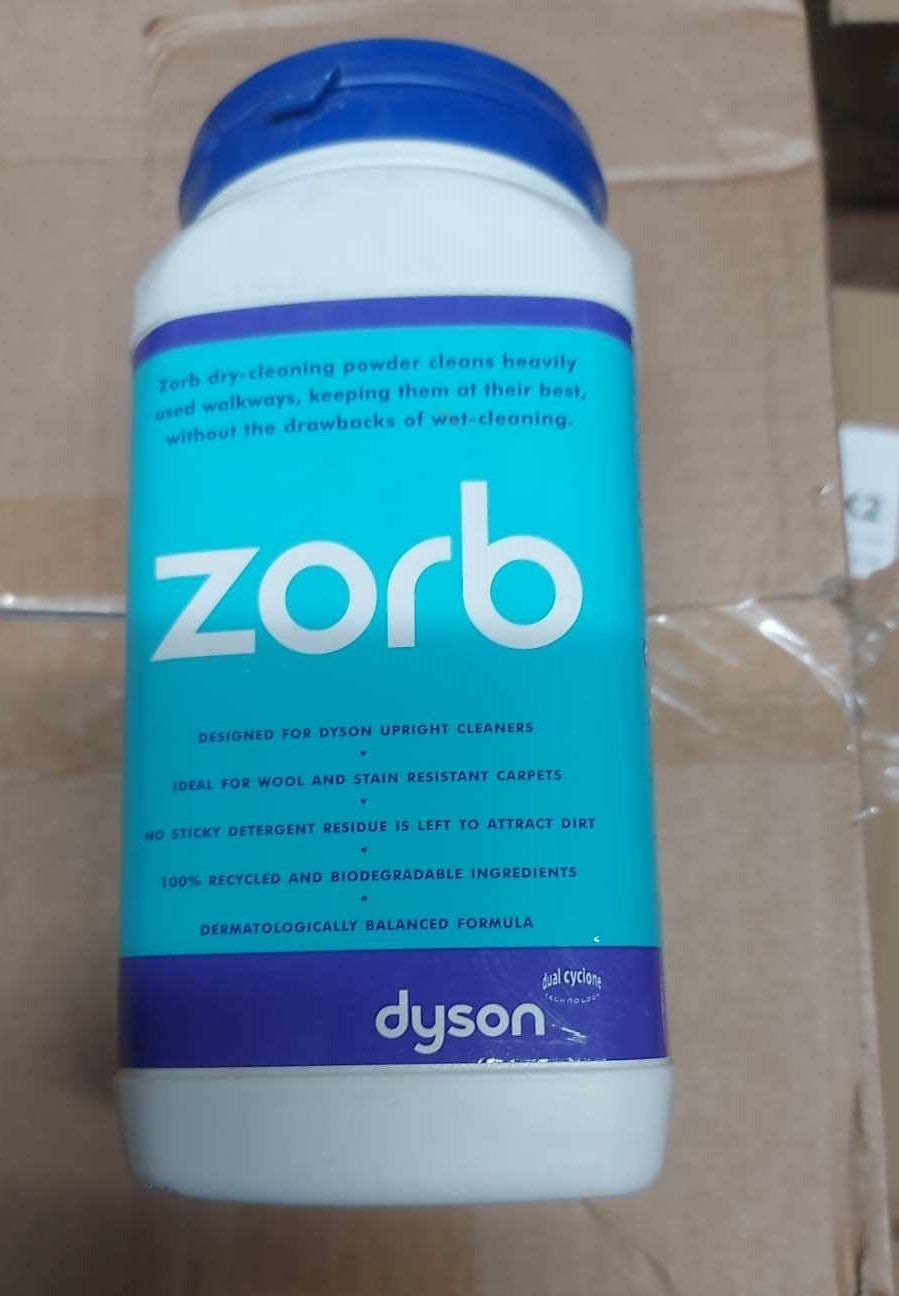 Zorb dry-cleaning powder cleans heavily
used walkways, keeping them at their best,
without the drawbacks of wet-cleaning.
zorb
DESIGNED FOR DYSON UPRIGHT CLEANERS
•
IDEAL FOR WOOL AND STAIN RESISTANT CARPETS
•
NO STICKY DETERGENT RESIDUE IS LEFT TO ATTRACT DIRT
•
100% RECYCLED AND BIODEGRADABLE INGREDIENTS
•
DERMATOLOGICALLY BALANCED FORMULA
dual cyclone
TECHNOLOGY
dyson